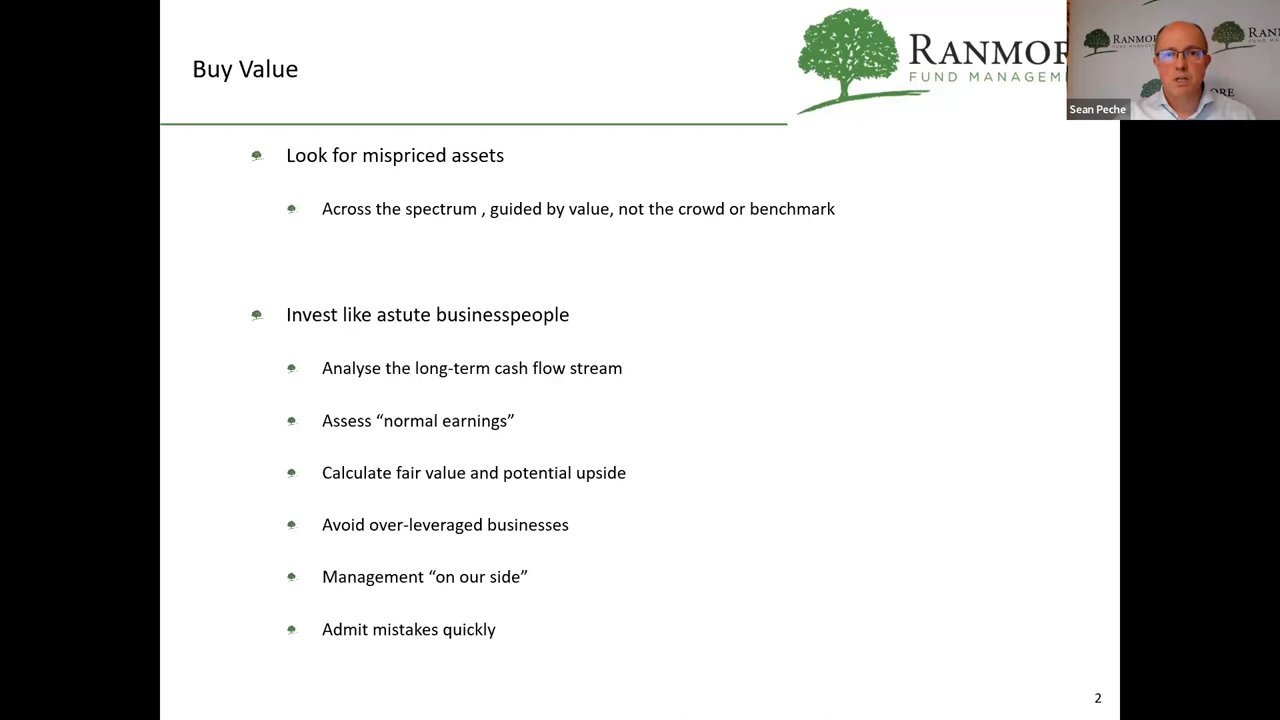 Buy Value
RANMORE
FUND MANAGEM
Sean Peche
Look for mispriced assets
Across the spectrum , guided by value, not the crowd or benchmark
Invest like astute businesspeople
Analyse the long-term cash flow stream
Assess “normal earnings”
Calculate fair value and potential upside
Avoid over-leveraged businesses
Management “on our side”
Admit mistakes quickly
2